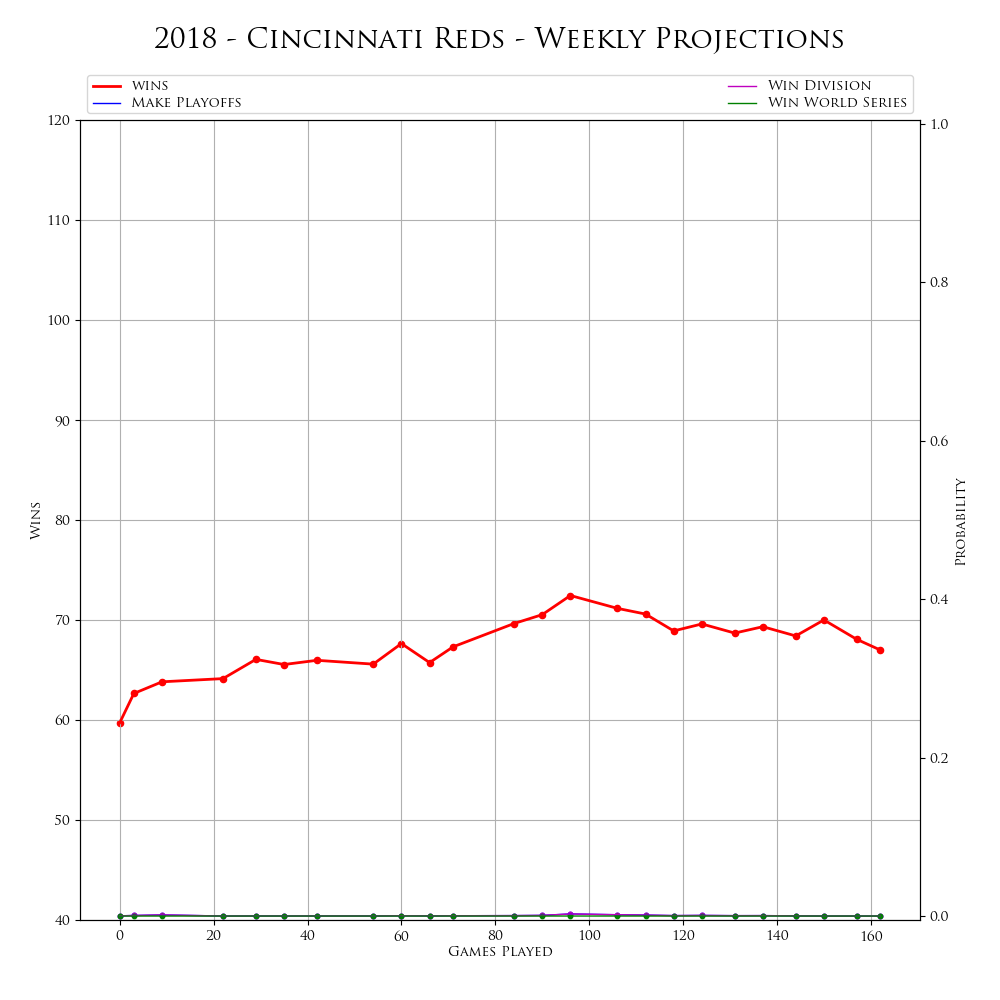 2018 - Cincinnati Reds - Weekly Projections
wins
Make Playoffs
Win Division
Win World Series
120
110
100
90
80
70
60
50
40
Wins
1.0
0.8
0.6
0.4
0.2
0.0
Probability
0 20 40 60 80 100 120 140 160
Games Played